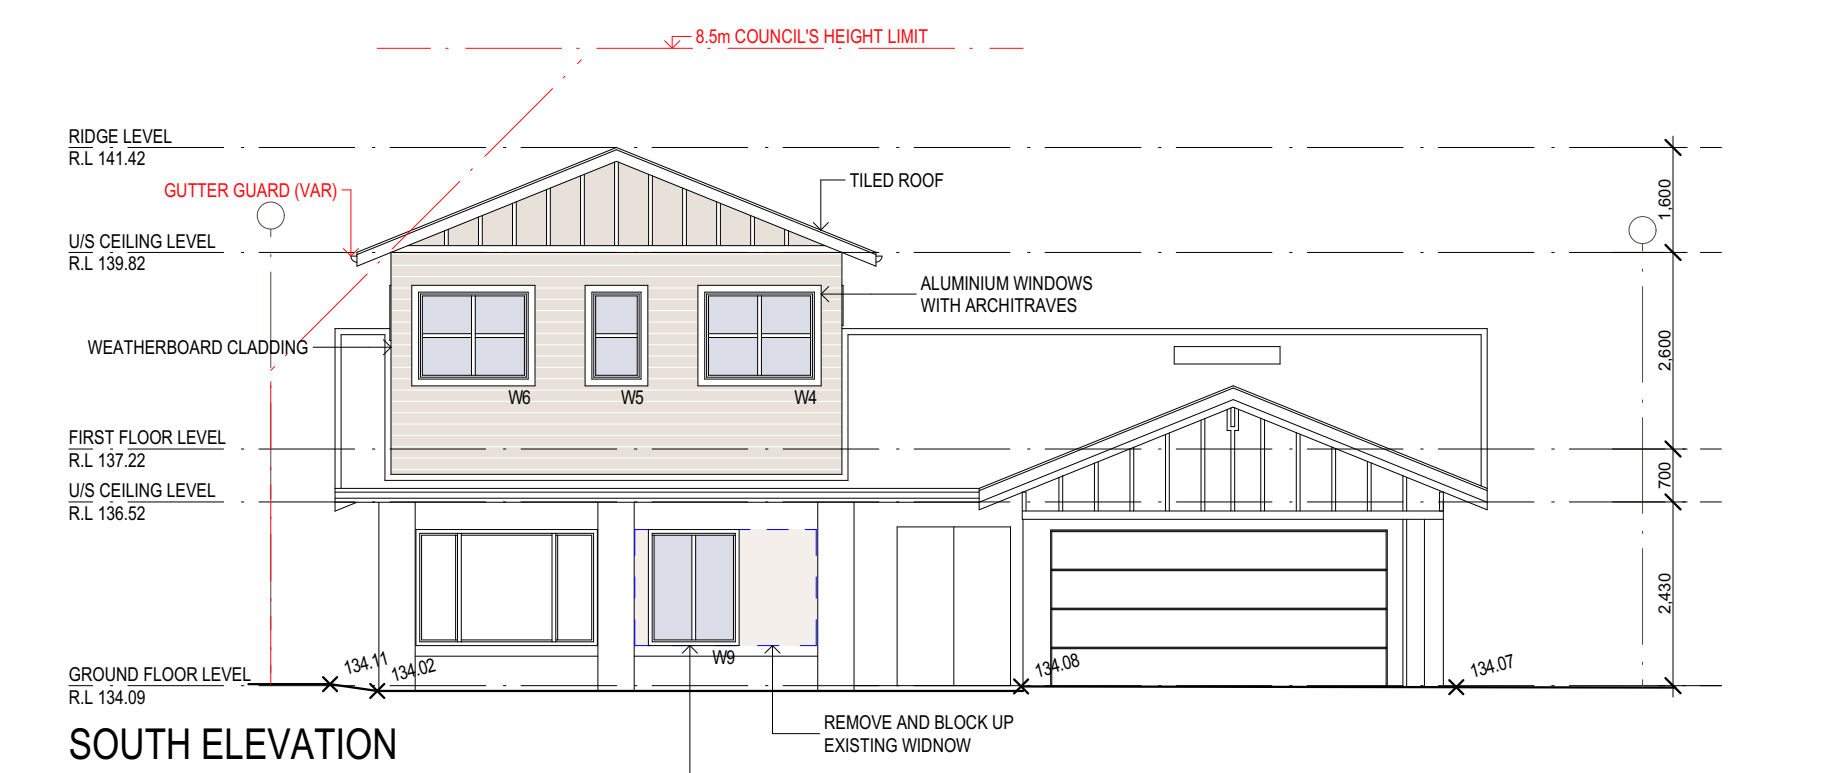 8.5m COUNCIL'S HEIGHT LIMIT
RIDGE LEVEL
R.L 141.42
GUTTER GUARD (VAR)
TILED ROOF
1,600
U/S CEILING LEVEL
R.L 139.82
ALUMINIUM WINDOWS
WITH ARCHITRAVES
WEATHERBOARD CLADDING
2,600
W6
W5
W4
FIRST FLOOR LEVEL
R.L 137.22
700
U/S CEILING LEVEL
R.L 136.52
2,430
W9
134.11
134.02
134.08
134.07
GROUND FLOOR LEVEL
R.L 134.09
REMOVE AND BLOCK UP
EXISTING WIDNOW
SOUTH ELEVATION